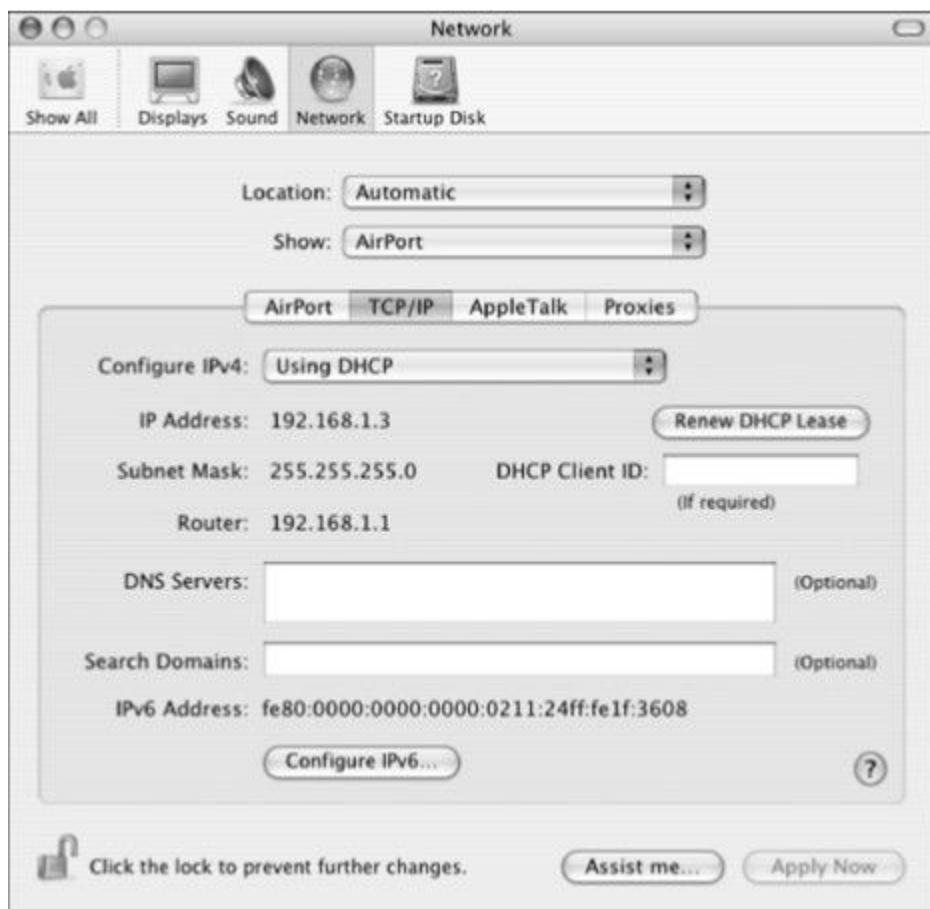 Network
Show All Displays Sound Network Startup Disk
Location: Automatic
Show: AirPort
AirPort TCP/IP AppleTalk Proxies
Configure IPv4: Using DHCP
IP Address: 192.168.1.3 Renew DHCP Lease
Subnet Mask: 255.255.255.0 DHCP Client ID:
(If required)
Router: 192.168.1.1
DNS Servers: (Optional)
Search Domains: (Optional)
IPv6 Address: fe80:0000:0000:0000:0211:24ff:fe1f:3608
Configure IPv6...
?
Click the lock to prevent further changes. Assist me... Apply Now